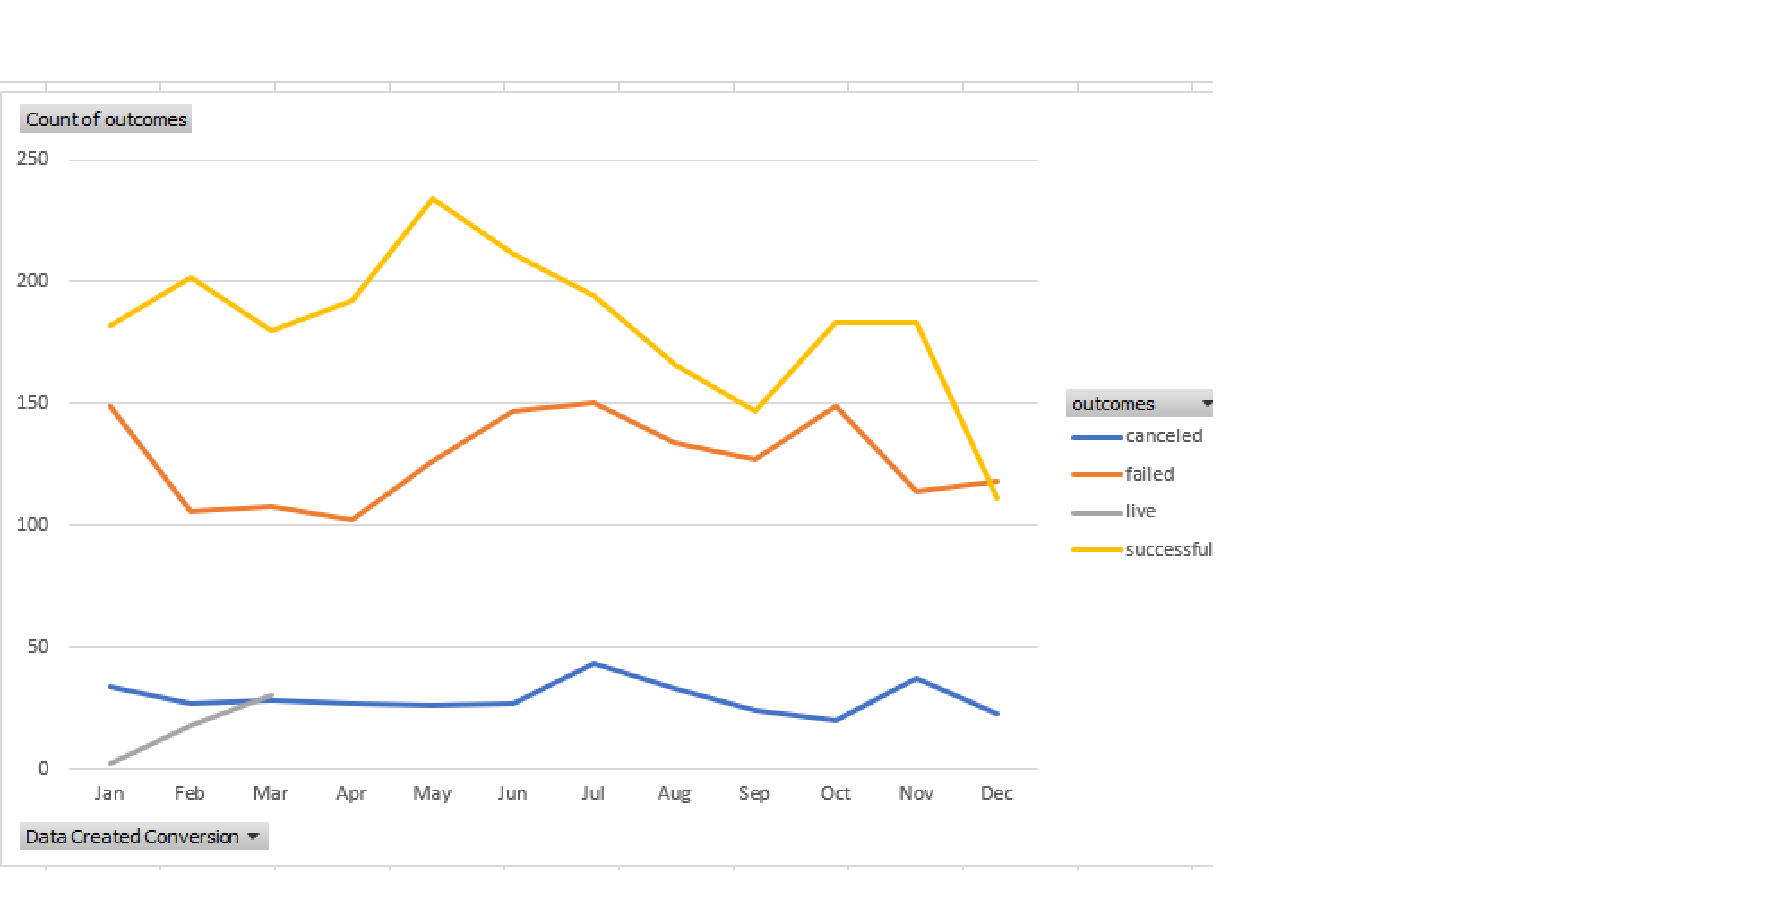 Count of outcomes
250
200
150
100
50
0
Jan Feb Mar Apr May Jun Jul Aug Sep Oct Nov Dec
Data Created Conversion
outcomes
canceled
failed
live
successful